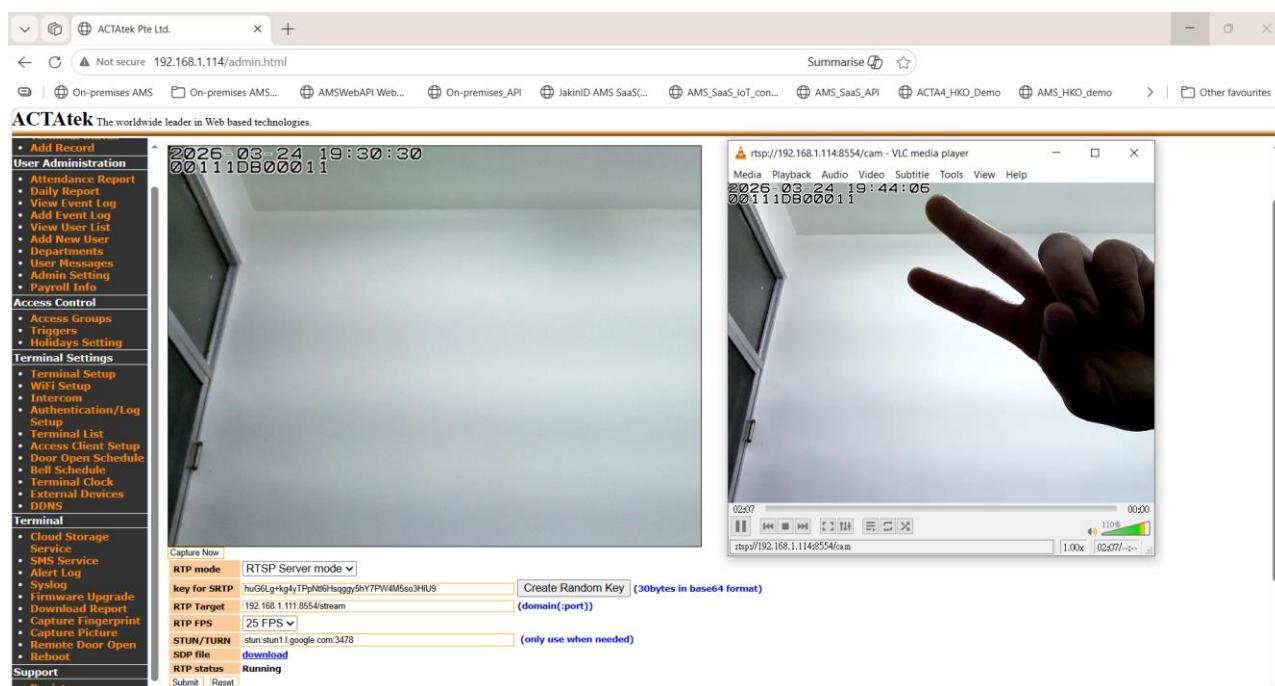 ACTAtek Pte Ltd.
Not secure 192.168.1.114/admin.html
Summarise
On-premises AMS
On-premises AMS...
AMSWebAPI Web...
On-premises_API
JakinID AMS SaaS(...
AMS_SaaS_IoT_con...
AMS_SaaS_API
ACTA4_HKO_Demo
AMS_HKO_demo
Other favourites
ACTAtek The worldwide leader in Web based technologies.
Add Record
User Administration
Attendance Report
Daily Report
View Event Log
Add Event Log
View User List
Add New User
Departments
User Messages
Admin Setting
Payroll Info
Access Control
Access Groups
Triggers
Holidays Setting
Terminal Settings
Terminal Setup
WiFi Setup
Intercom
Authentication/Log
Setup
Terminal List
Access Client Setup
Door Open Schedule
Bell Schedule
Terminal Clock
External Devices
DDNS
Terminal
Cloud Storage
Service
SMS Service
Alert Log
Syslog
Firmware Upgrade
Download Report
Capture Fingerprint
Capture Picture
Remote Door Open
Reboot
Support
2026-03-24 19:30:30
00111DB00011
rtsp://192.168.1.114:8554/cam - VLC media player
Media Playback Audio Video Subtitle Tools View Help
2026-03-24 19:44:06
00111DB00011
02:07 00:00
110%
rtsp://192.168.1.114:8554/cam 1.00x 02:07/--:--
Capture Now
RTP mode RTSP Server mode
key for SRTP huG6Lg+kg4yTPpNtl6Hsqggy5hY7PW4M5so3HiU9 Create Random Key (30bytes in base64 format)
RTP Target 192.168.1.111:8554/stream (domain(:port))
RTP FPS 25 FPS
STUN/TURN stun:stun1.l.google.com:3478 (only use when needed)
SDP file download
RTP status Running
Submit Reset